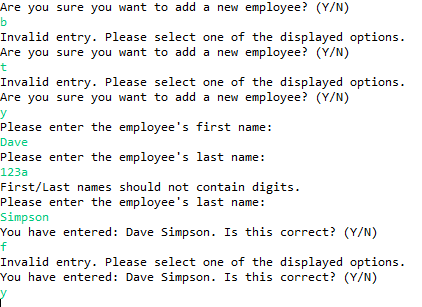 Are you sure you want to add a new employee? (Y/N)
b
Invalid entry. Please select one of the displayed options.
Are you sure you want to add a new employee? (Y/N)
t
Invalid entry. Please select one of the displayed options.
Are you sure you want to add a new employee? (Y/N)
y
Please enter the employee's first name:
Dave
Please enter the employee's last name:
123a
First/Last names should not contain digits.
Please enter the employee's last name:
Simpson
You have entered: Dave Simpson. Is this correct? (Y/N)
f
Invalid entry. Please select one of the displayed options.
You have entered: Dave Simpson. Is this correct? (Y/N)
y